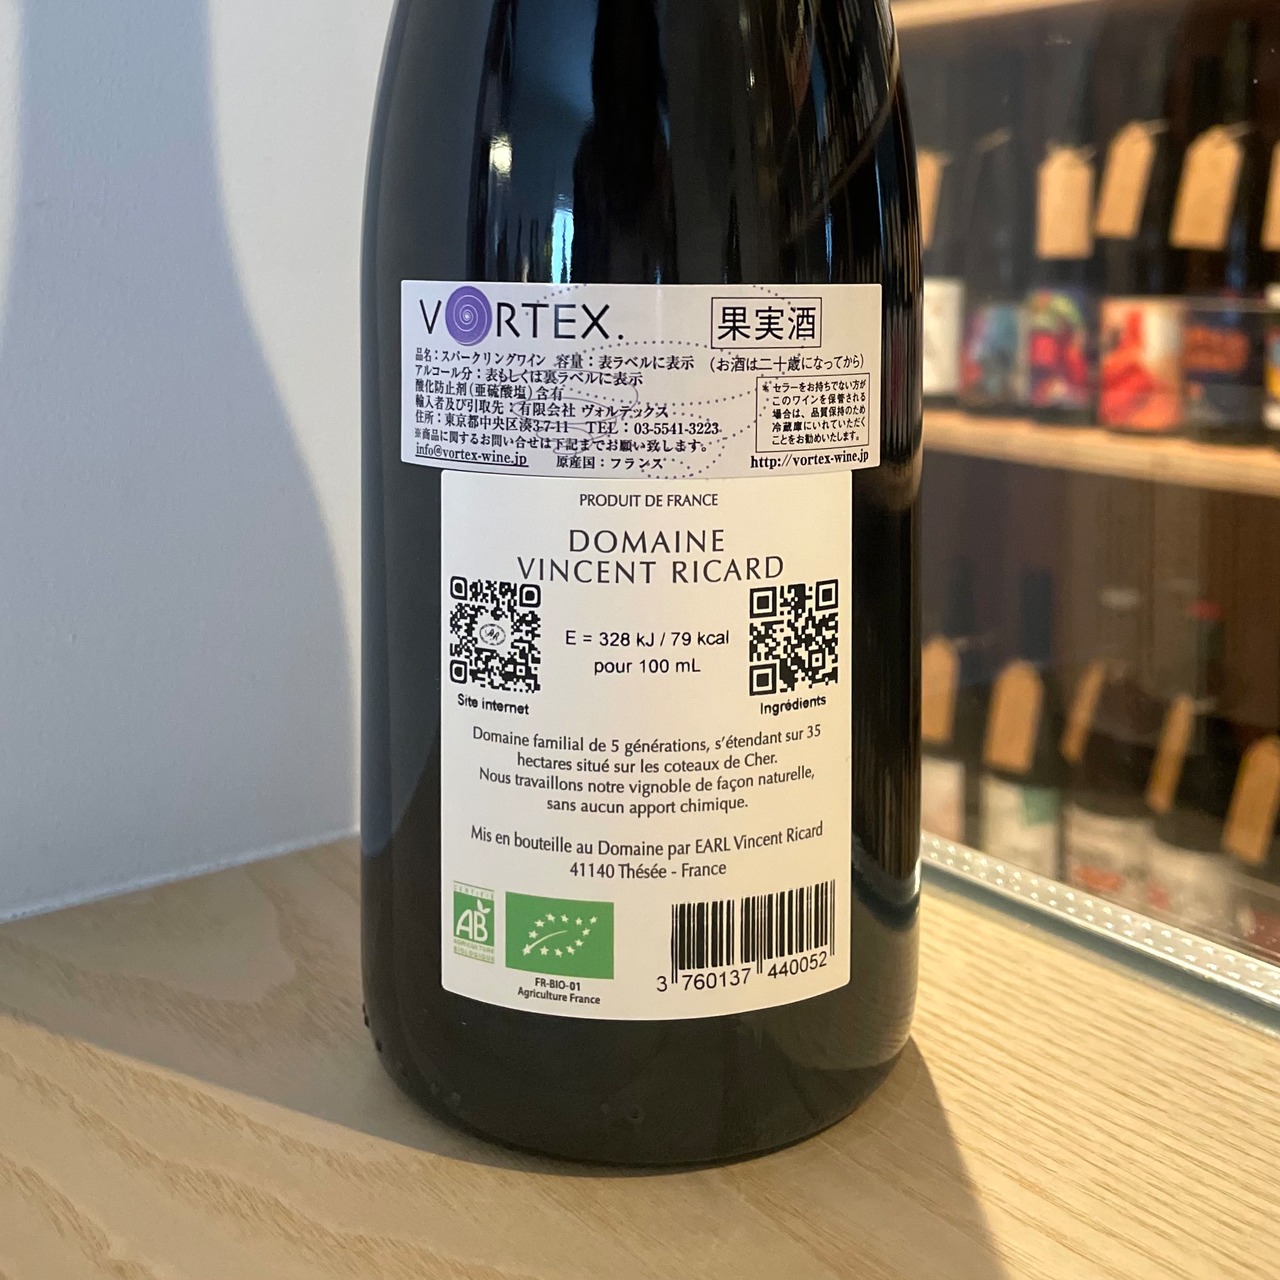 VORTEX.
果実酒
品名：スパークリングワイン 容量：表ラベルに表示 (お酒は二十歳になってから)
アルコール分：表もしくは裏ラベルに表示
酸化防止剤(亜硫酸塩)含有
輸入者及び引取先：有限会社 ヴォルテックス
住所：東京都中央区湊3-7-11 TEL：03-5541-3223
※商品に関するお問い合せは下記までお願い致します。
info@vortex-wine.jp 原産国：フランス
＊セラーをお持ちでない方が
このワインを保管される
場合は、品質保持のため
冷蔵庫にいれていただく
ことをお勧めいたします。
http://vortex-wine.jp
PRODUIT DE FRANCE
DOMAINE
VINCENT RICARD
E = 328 kJ / 79 kcal
pour 100 mL
Site internet
Ingrédients
Domaine familial de 5 générations, s'étendant sur 35
hectares situé sur les coteaux de Cher.
Nous travaillons notre vignoble de façon naturelle,
sans aucun apport chimique.
Mis en bouteille au Domaine par EARL Vincent Ricard
41140 Thésée - France
CERTIFIÉ
AB
AGRICULTURE
BIOLOGIQUE
FR-BIO-01
Agriculture France
3 760137 440052